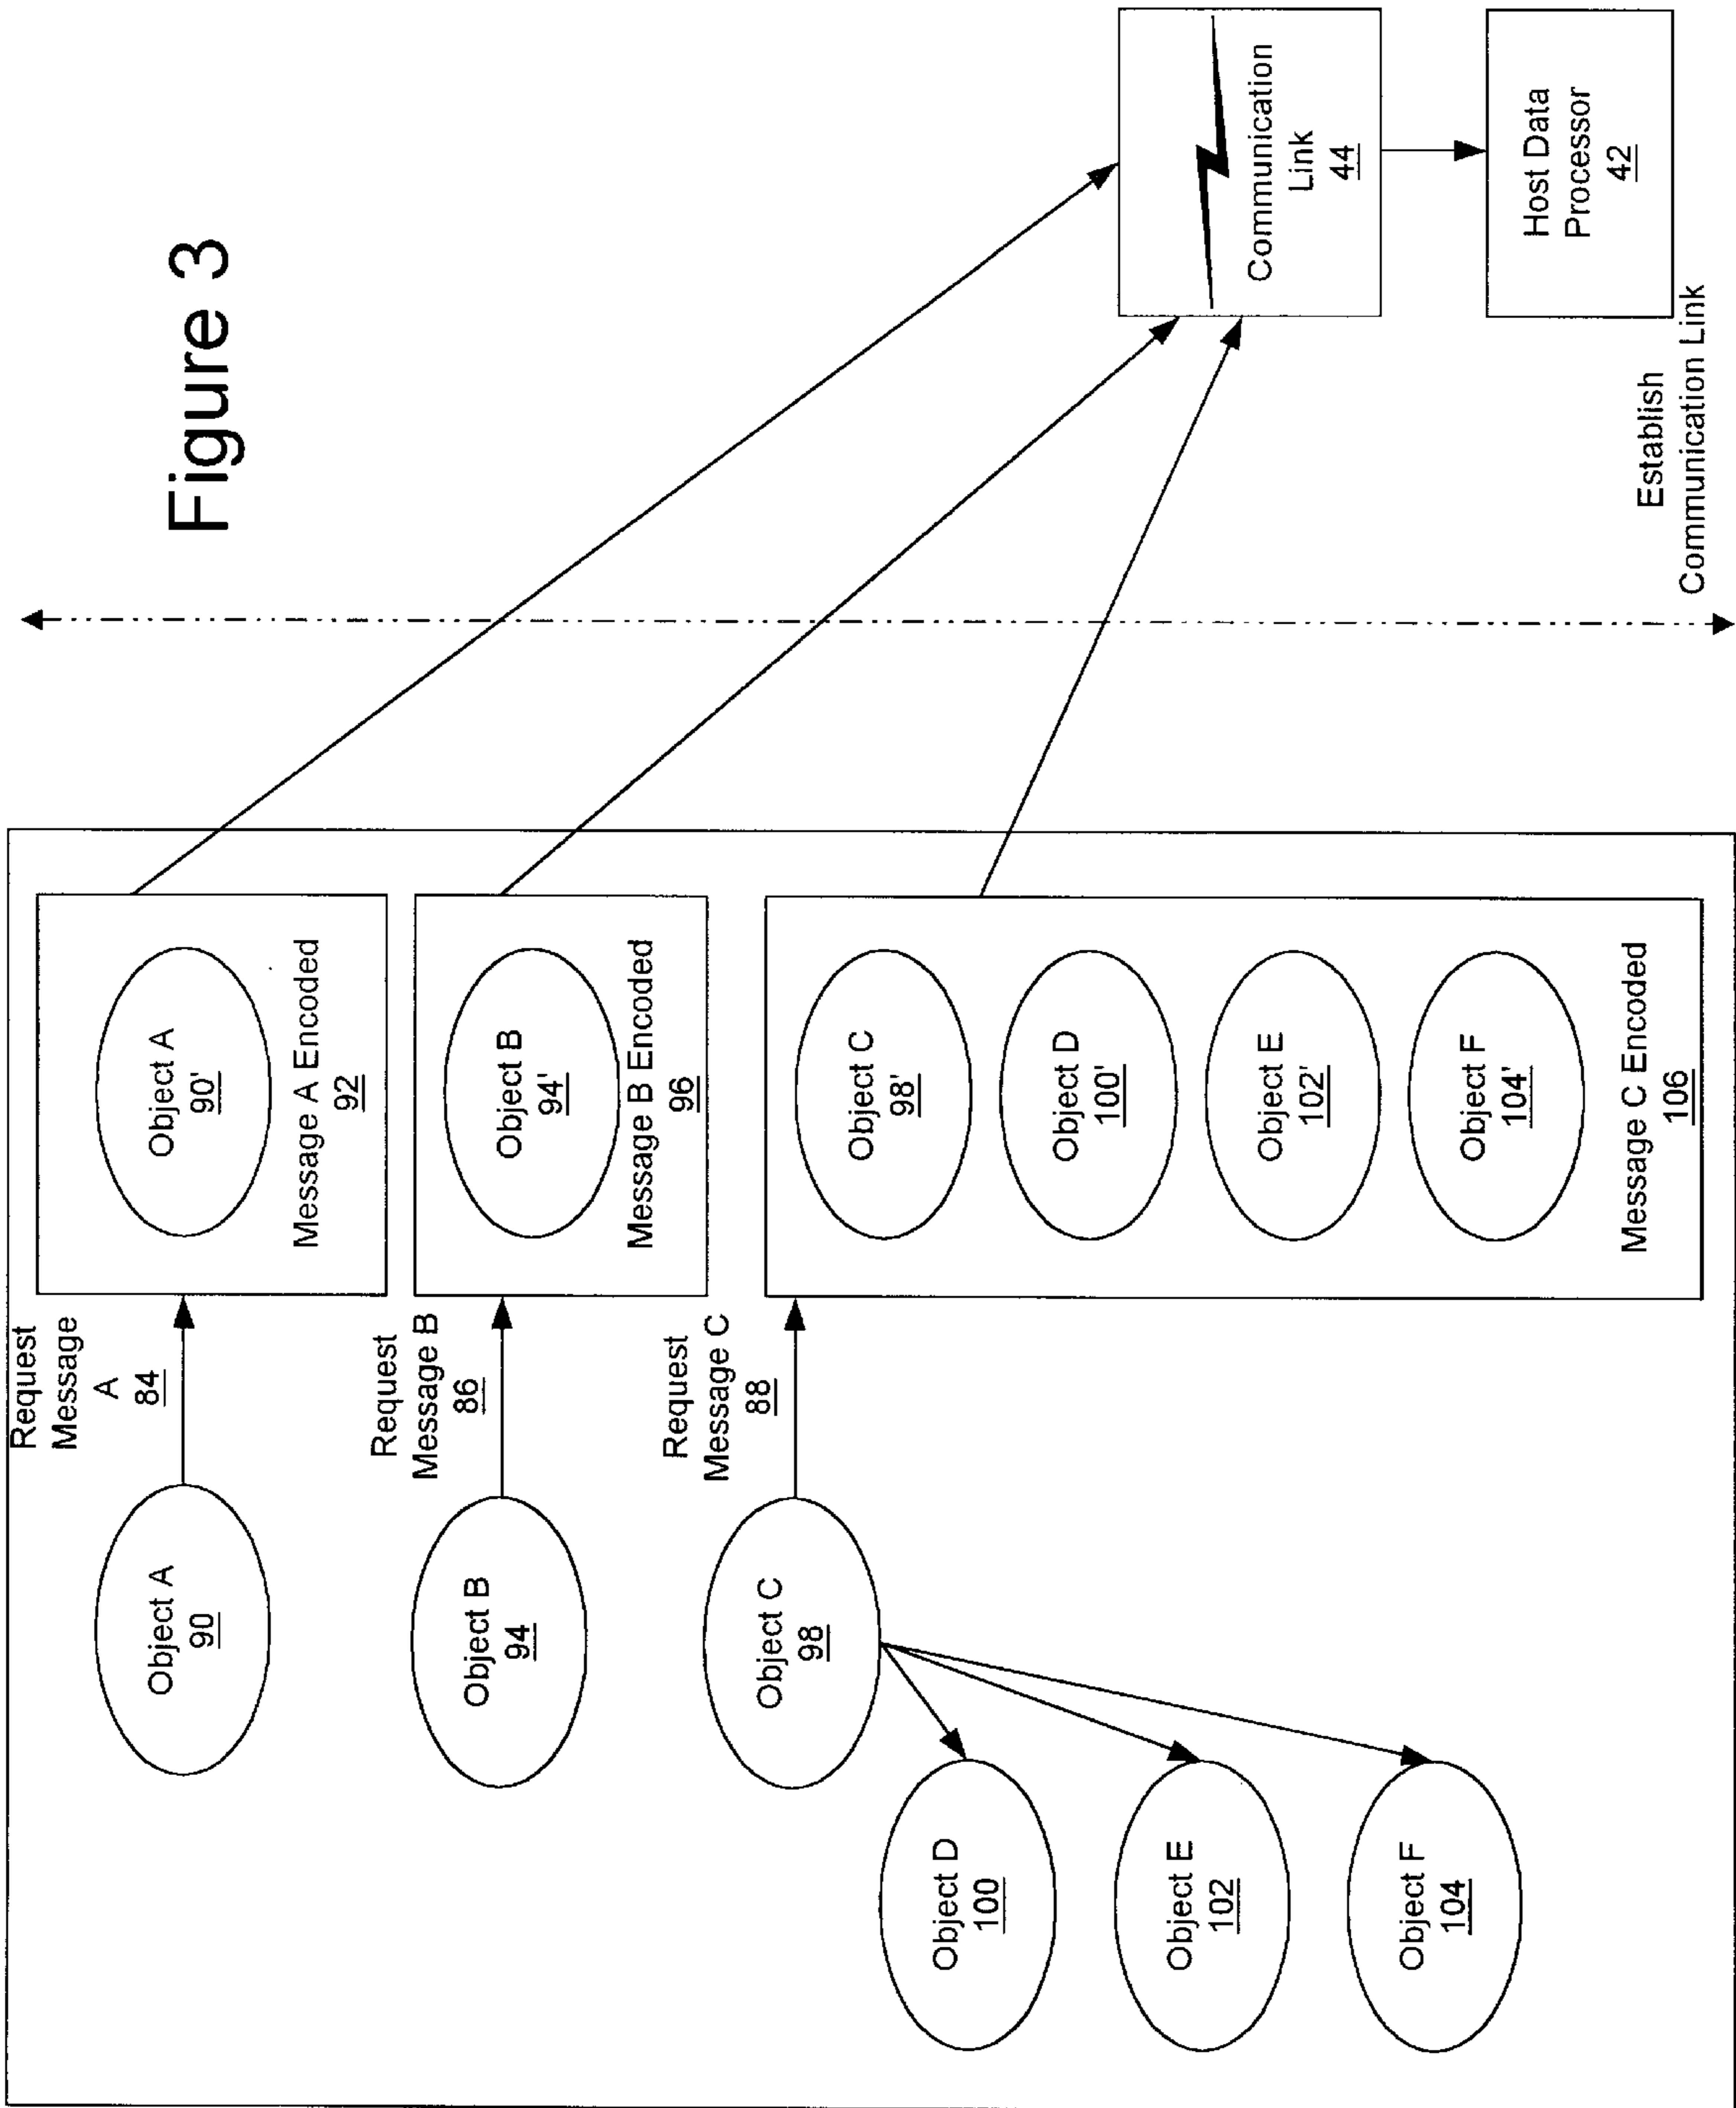 Figure 3
Request
Message
A
84
Object A
90
Object A
90'
Message A Encoded
92
Request
Message B
86
Object B
94
Object B
94'
Message B Encoded
96
Request
Message C
88
Object C
98
Object D
100
Object E
102
Object F
104
Object C
98'
Object D
100'
Object E
102'
Object F
104'
Message C Encoded
106
Communication
Link
44
Host Data
Processor
42
Establish
Communication Link